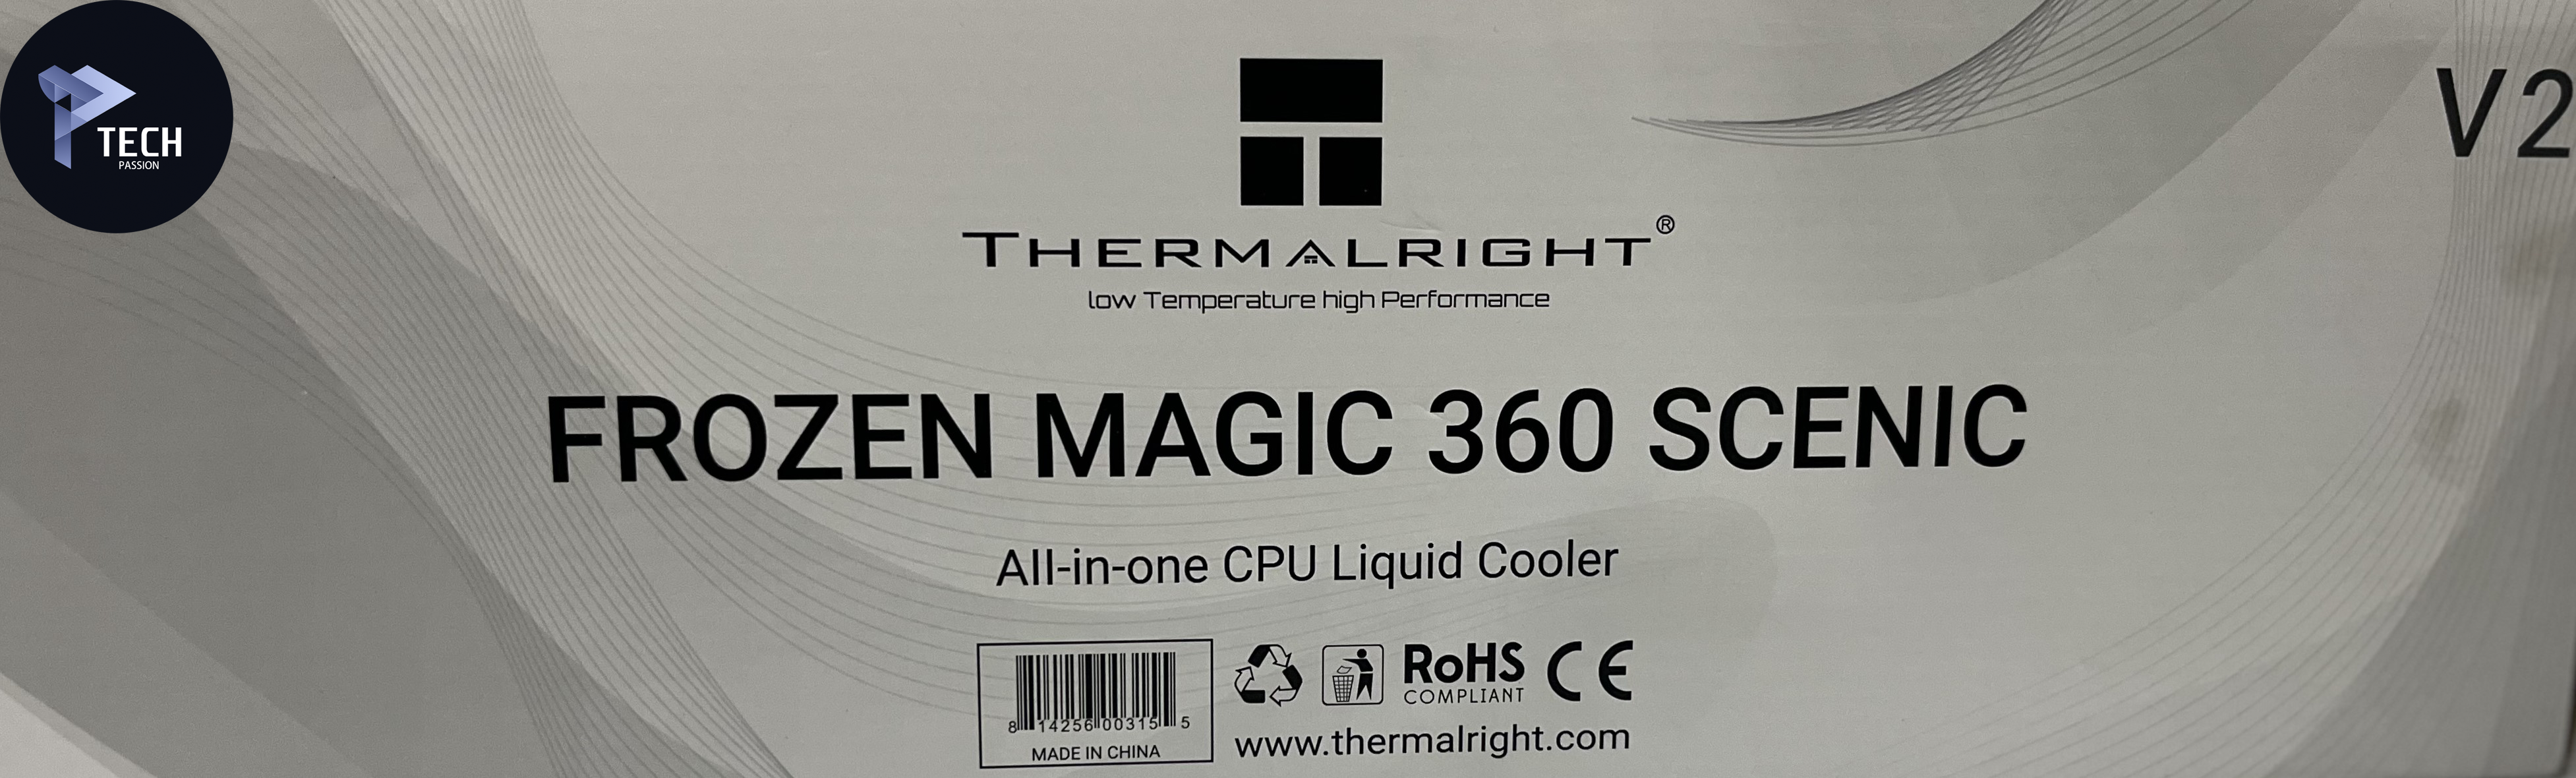 TECH
PASSION
V2
THERMALRIGHT®
low Temperature high Performance
FROZEN MAGIC 360 SCENIC
All-in-one CPU Liquid Cooler
RoHS
COMPLIANT
CE
8 14256 00315 5
MADE IN CHINA
www.thermalright.com